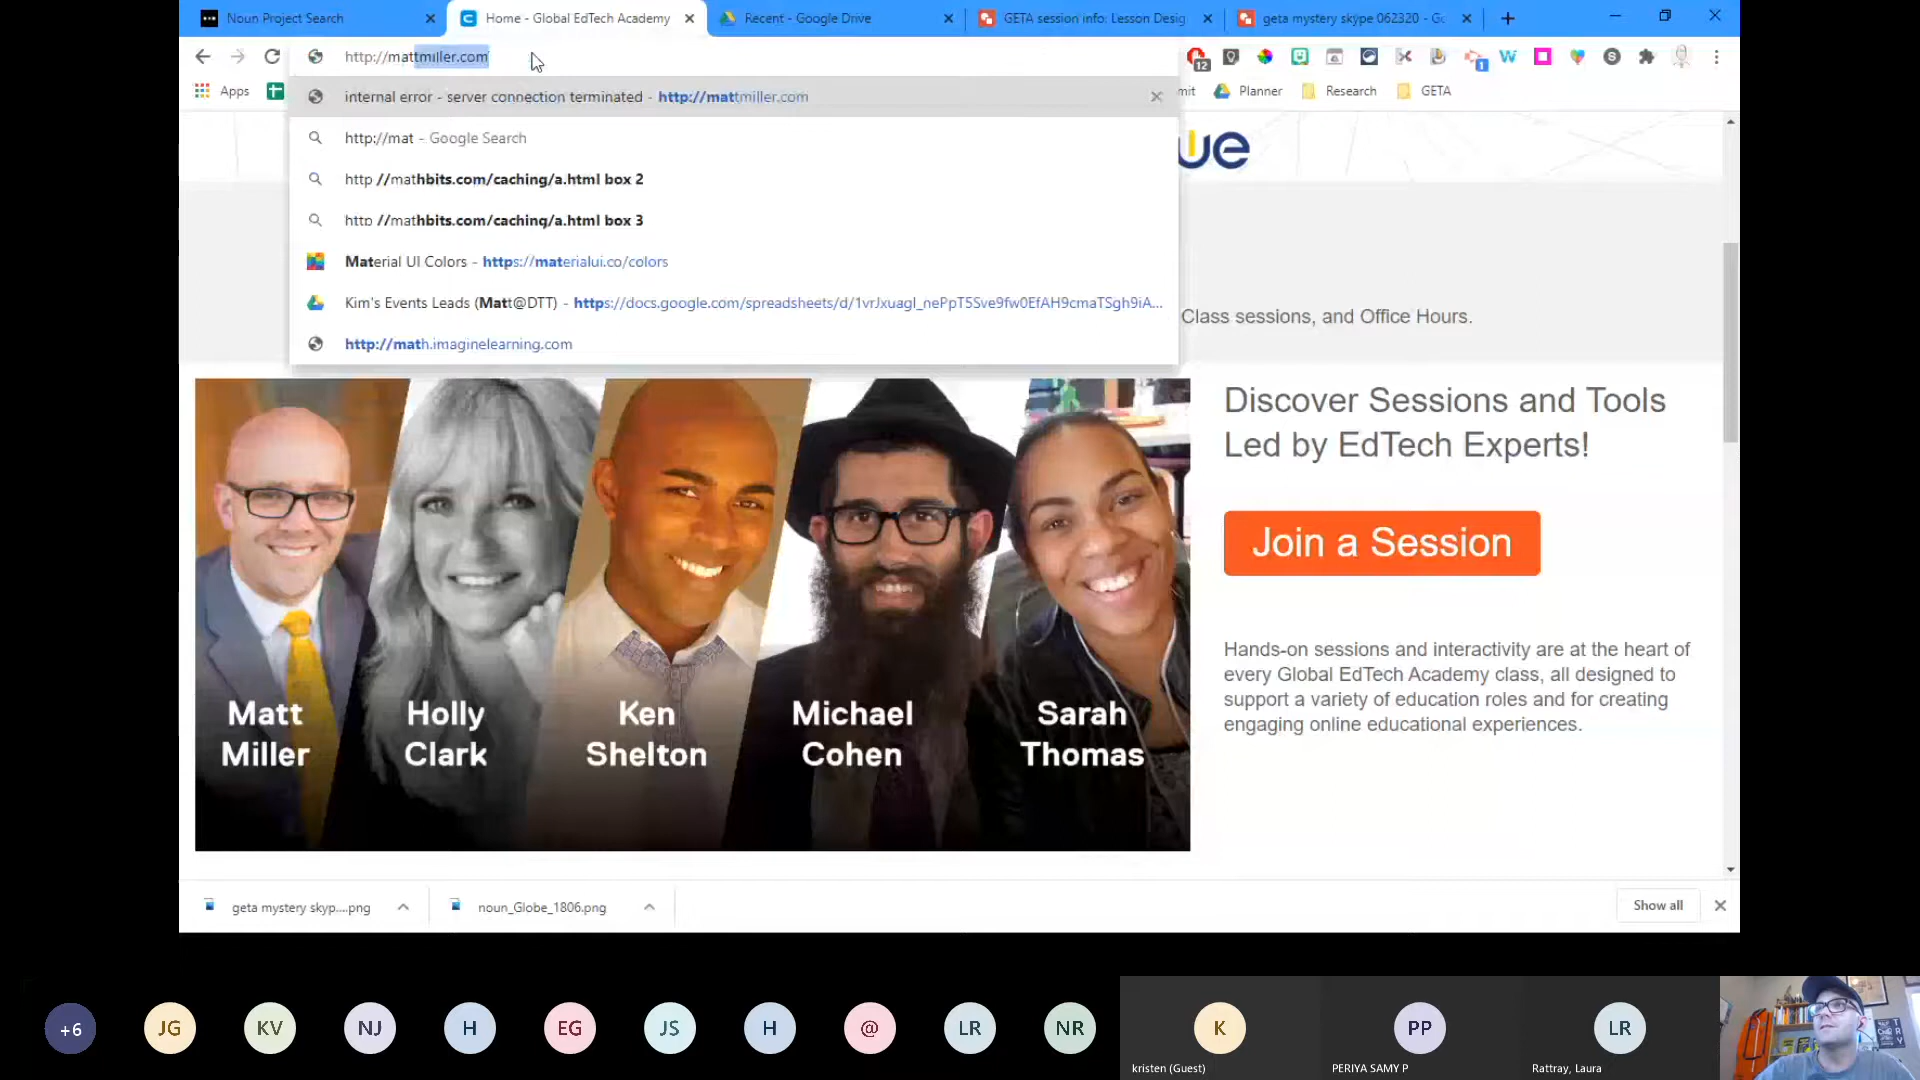 Noun Project Search
Home - Global EdTech Academy
Recent - Google Drive
GETA session info: Lesson Desig
geta mystery skype 062320 - Go
http://mattmiller.com
12
1
Apps
mit
Planner
Research
GETA
internal error - server connection terminated - http://mattmiller.com
http://mat - Google Search
http //mathbits.com/caching/a.html box 2
http //mathbits.com/caching/a.html box 3
Material UI Colors - https://materialui.co/colors
Kim's Events Leads (Matt@DTT) - https://docs.google.com/spreadsheets/d/1vrJxuagl_nePpT5Sve9fw0EfAH9cmaTSgh9iA...
http://math.imaginelearning.com
we
Class sessions, and Office Hours.
Discover Sessions and Tools
Led by EdTech Experts!
Join a Session
Hands-on sessions and interactivity are at the heart of
every Global EdTech Academy class, all designed to
support a variety of education roles and for creating
engaging online educational experiences.
Matt
Miller
Holly
Clark
Ken
Shelton
Michael
Cohen
Sarah
Thomas
geta mystery skyp....png
noun_Globe_1806.png
Show all
+6
JG
KV
NJ
H
EG
JS
H
@
LR
NR
K
PP
LR
kristen (Guest)
PERIYA SAMY P
Rattray, Laura